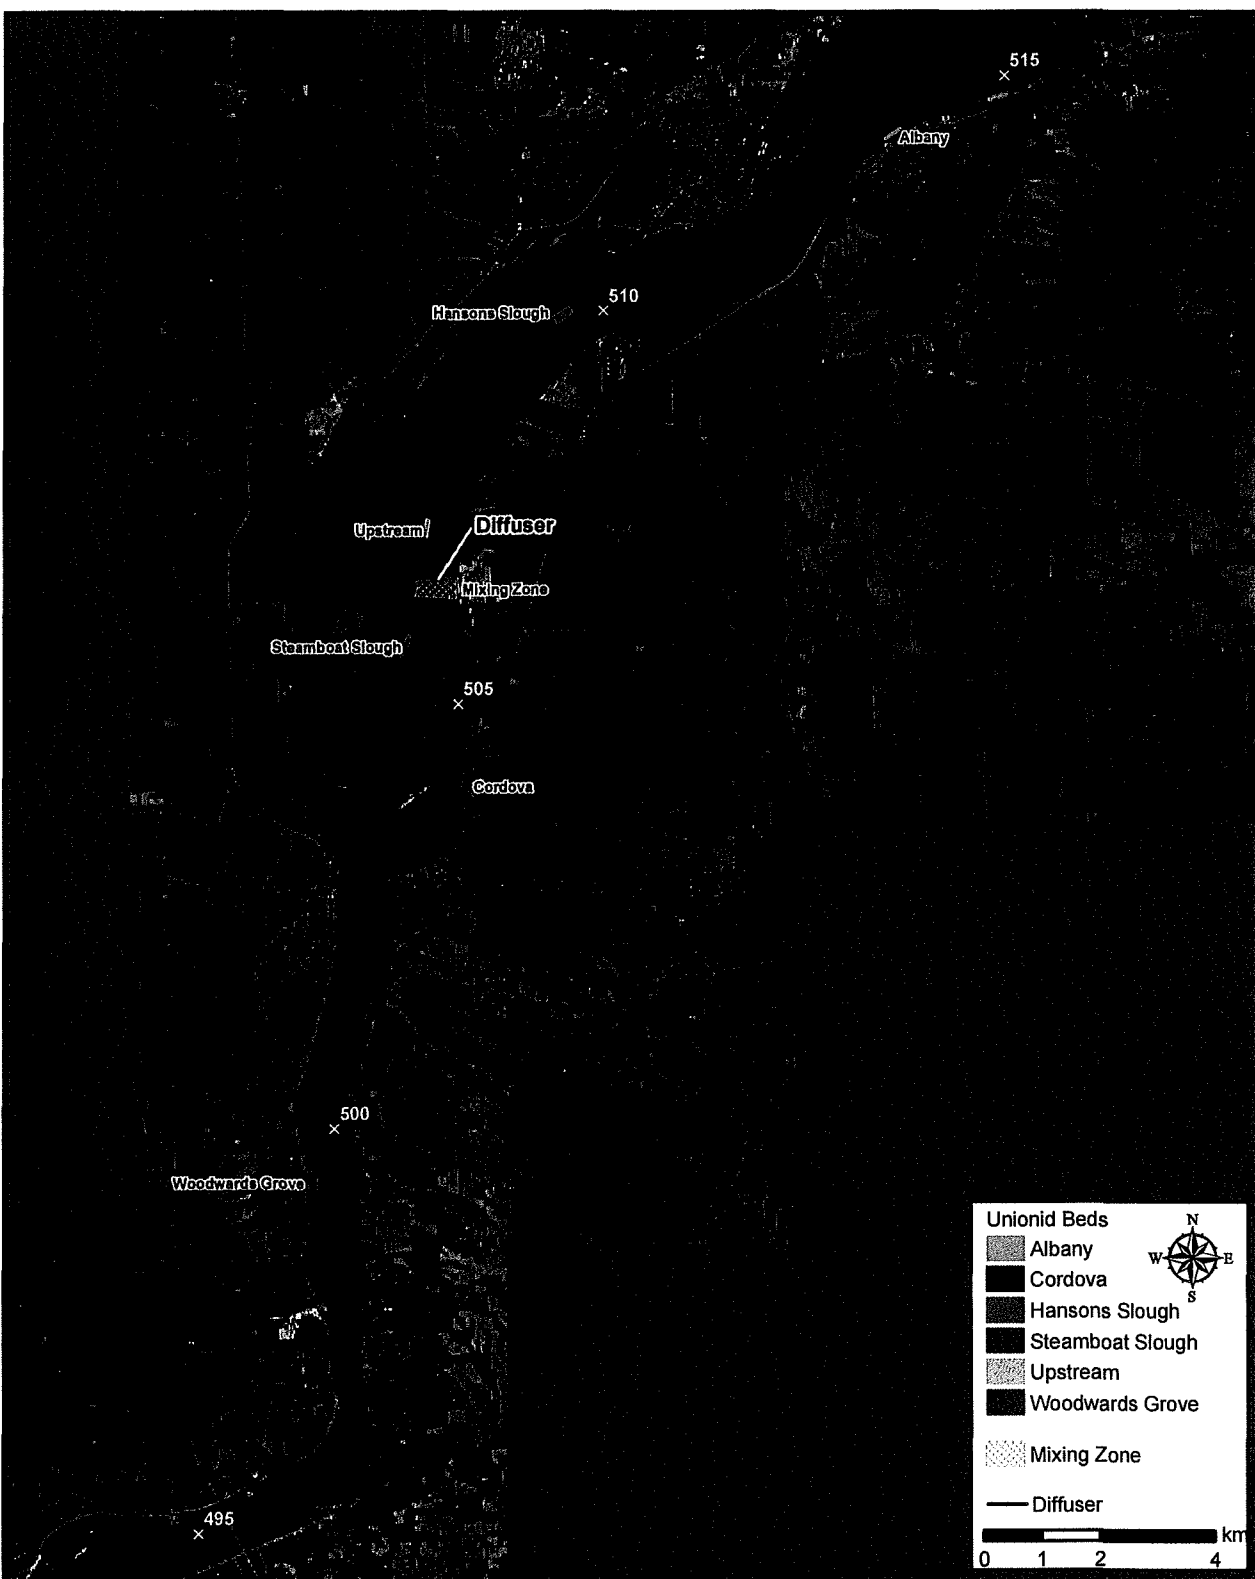 515
Albany
510
Hansons Slough
Upstream
Diffuser
Mixing Zone
Steamboat Slough
505
Cordova
500
Woodwards Grove
495
Unionid Beds
N
W E
S
Albany
Cordova
Hansons Slough
Steamboat Slough
Upstream
Woodwards Grove
Mixing Zone
Diffuser
km
0 1 2 4